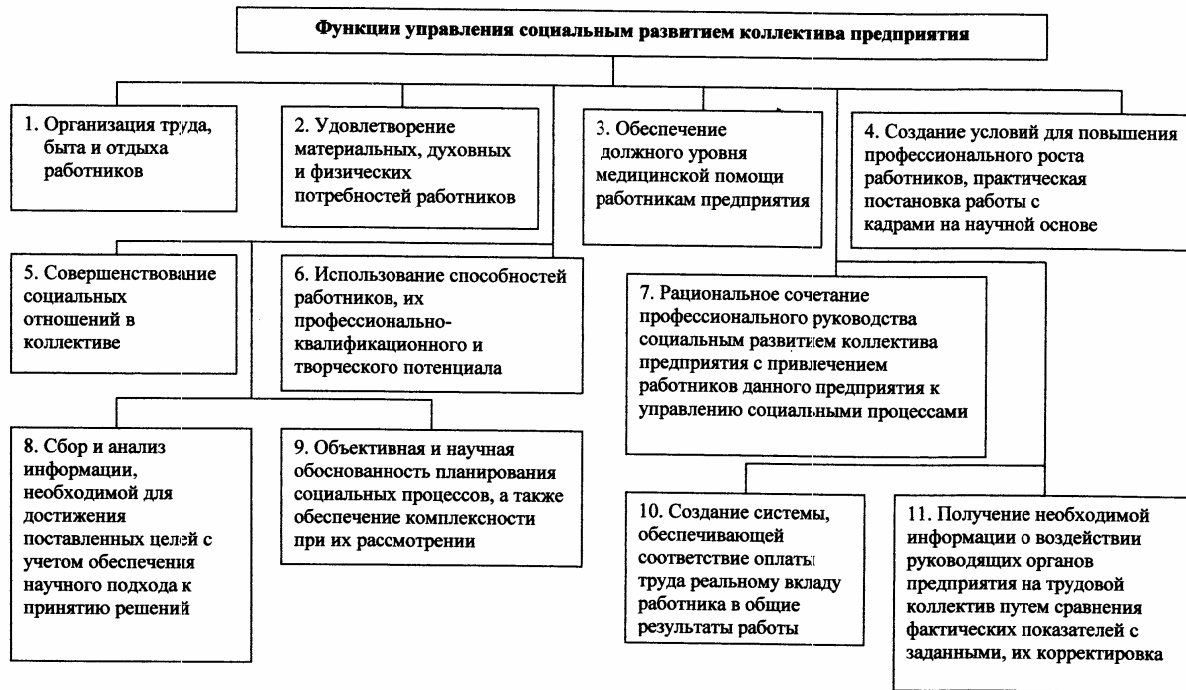 Функции управления социальным развитием коллектива предприятия
1. Организация труда,
быта и отдыха
работников
2. Удовлетворение
материальных, духовных
и физических
потребностей работников
3. Обеспечение
должного уровня
медицинской помощи
работникам предприятия
4. Создание условий для повышения
профессионального роста
работников, практическая
постановка работы с
кадрами на научной основе
5. Совершенствование
социальных
отношений в
коллективе
6. Использование способностей
работников, их
профессионально-
квалификационного и
творческого потенциала
7. Рациональное сочетание
профессионального руководства
социальным развитием коллектива
предприятия с привлечением
работников данного предприятия к
управлению социальными процессами
8. Сбор и анализ
информации,
необходимой для
достижения
поставленных целей с
учетом обеспечения
научного подхода к
принятию решений
9. Объективная и научная
обоснованность планирования
социальных процессов, а также
обеспечение комплексности
при их рассмотрении
10. Создание системы,
обеспечивающей
соответствие оплаты
труда реальному вкладу
работника в общие
результаты работы
11. Получение необходимой
информации о воздействии
руководящих органов
предприятия на трудовой
коллектив путем сравнения
фактических показателей с
заданными, их корректировка